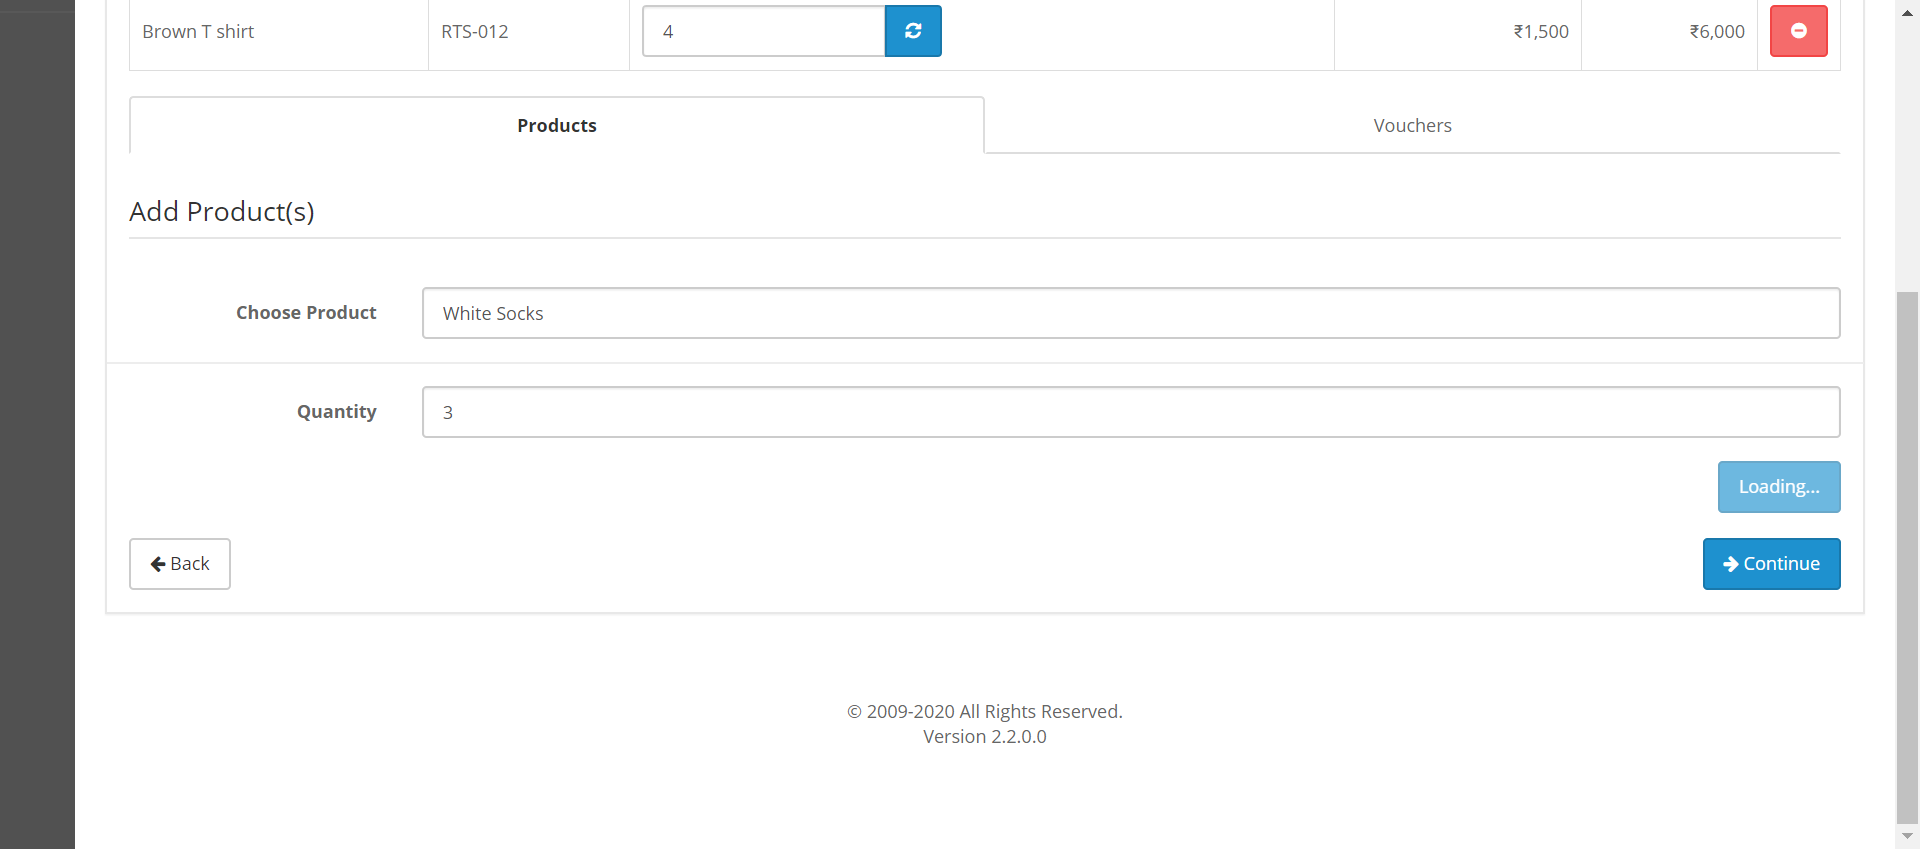 Brown T shirt RTS-012 4 ₹1,500 ₹6,000
Products Vouchers
Add Product(s)
Choose Product White Socks
Quantity 3
Loading...
Back Continue
© 2009-2020 All Rights Reserved.
Version 2.2.0.0